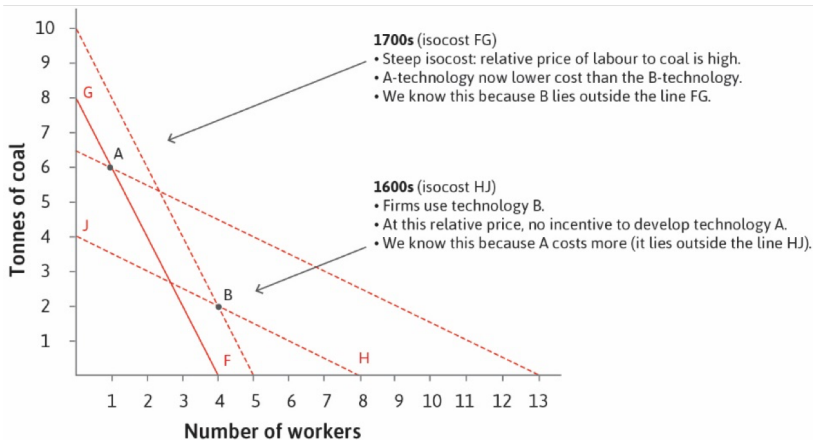 10
9
8
7
6
5
4
3
2
1
Tonnes of coal
G
A
J
B
F
H
1700s (isocost FG)
• Steep isocost: relative price of labour to coal is high.
• A-technology now lower cost than the B-technology.
• We know this because B lies outside the line FG.
1600s (isocost HJ)
• Firms use technology B.
• At this relative price, no incentive to develop technology A.
• We know this because A costs more (it lies outside the line HJ).
1 2 3 4 5 6 7 8 9 10 11 12 13
Number of workers